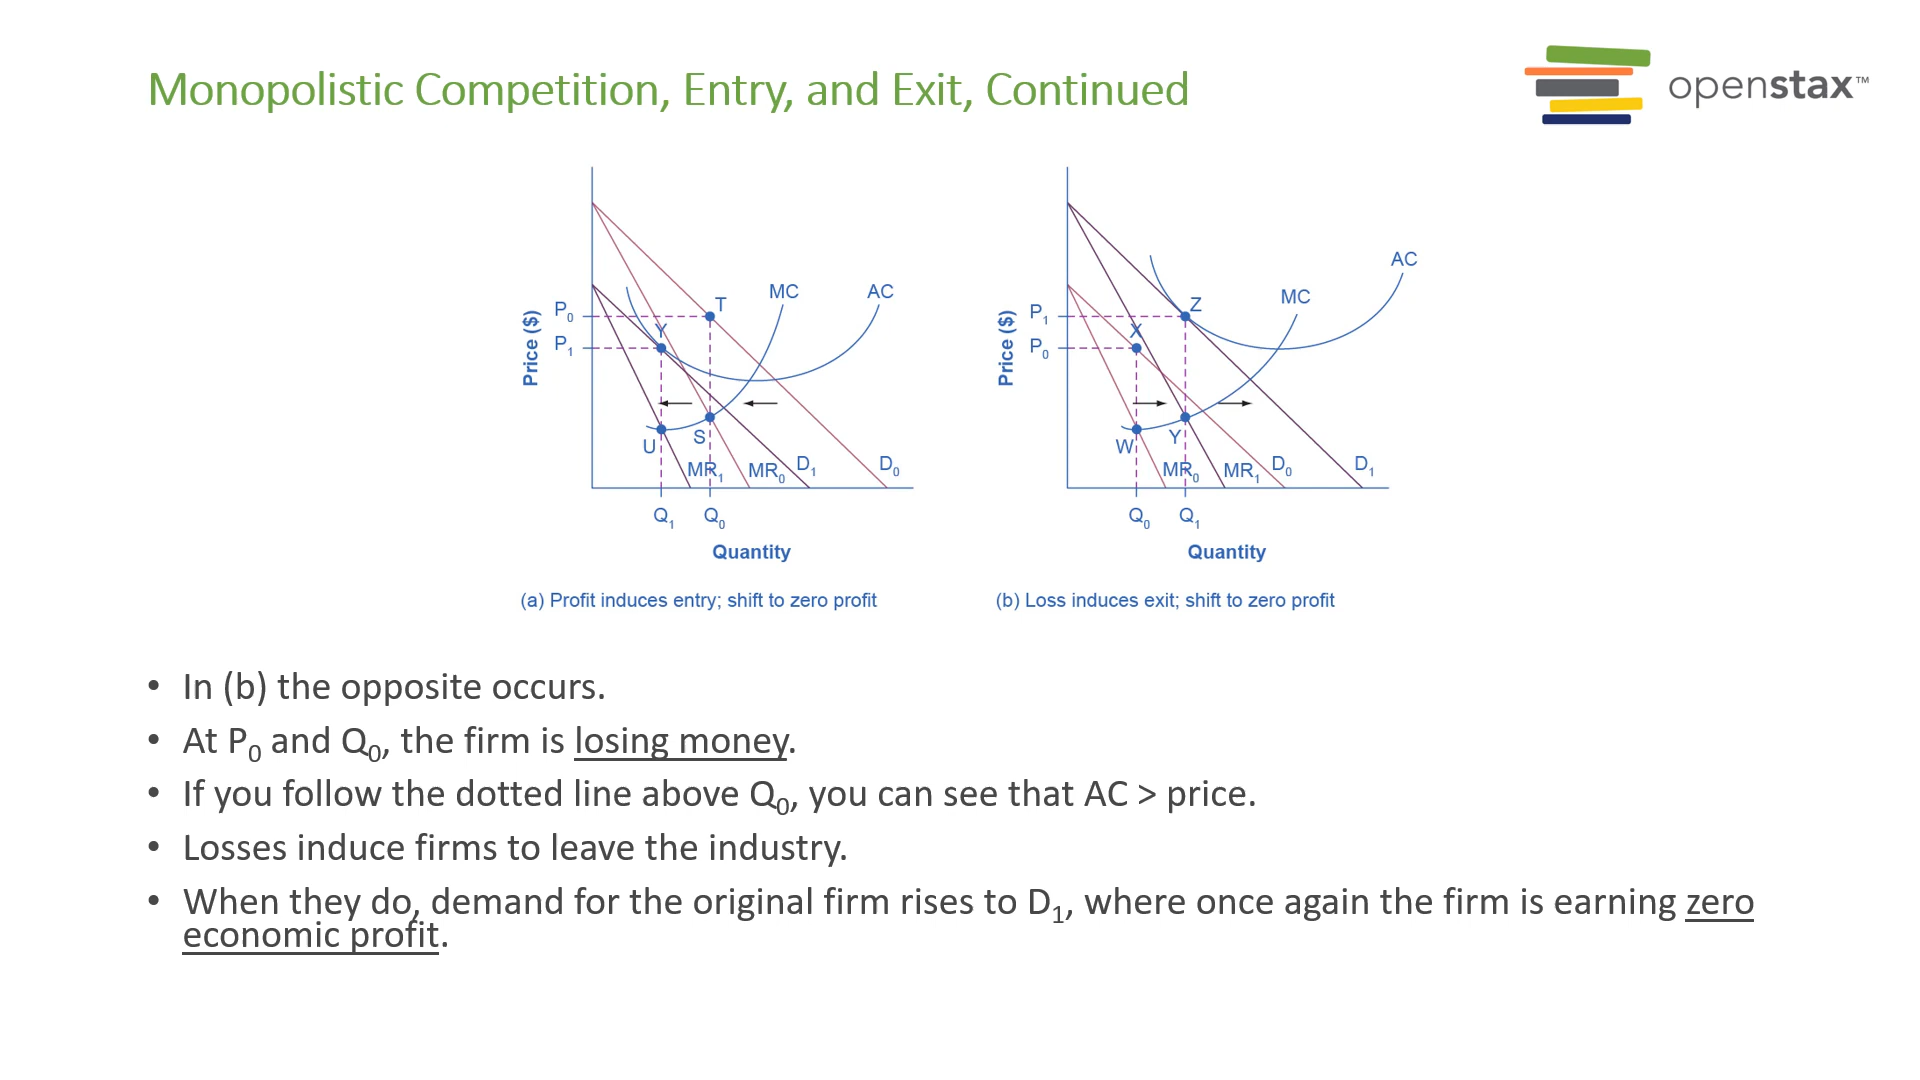 Monopolistic Competition, Entry, and Exit, Continued
openstax™
Price ($)
P₀
P₁
T
Y
MC
AC
U
S
MR₁
MR₀
D₁
D₀
Q₁
Q₀
Quantity
(a) Profit induces entry; shift to zero profit
Price ($)
P₁
P₀
Z
X
MC
AC
W
Y
MR₀
MR₁
D₀
D₁
Q₀
Q₁
Quantity
(b) Loss induces exit; shift to zero profit
• In (b) the opposite occurs.
• At P₀ and Q₀, the firm is losing money.
• If you follow the dotted line above Q₀, you can see that AC > price.
• Losses induce firms to leave the industry.
• When they do, demand for the original firm rises to D₁, where once again the firm is earning zero
economic profit.